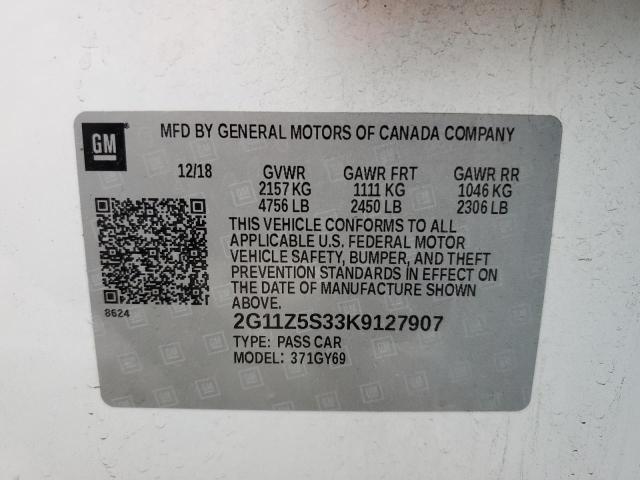 GM
MFD BY GENERAL MOTORS OF CANADA COMPANY
12/18 GVWR GAWR FRT GAWR RR
2157 KG 1111 KG 1046 KG
4756 LB 2450 LB 2306 LB
THIS VEHICLE CONFORMS TO ALL
APPLICABLE U.S. FEDERAL MOTOR
VEHICLE SAFETY, BUMPER, AND THEFT
PREVENTION STANDARDS IN EFFECT ON
THE DATE OF MANUFACTURE SHOWN
ABOVE.
8624
2G11Z5S33K9127907
TYPE: PASS CAR
MODEL: 371GY69